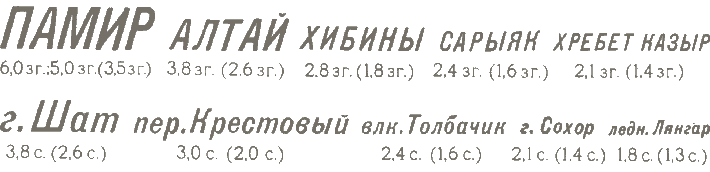 ПАМИР АЛТАЙ ХИБИНЫ САРЫЯК ХРЕБЕТ КАЗЫР
6,0 зг.;5,0 зг.(3,5зг.) 3,8 зг. (2.6 зг.) 2.8 зг. (1.8 зг.) 2,4 зг. (1,6 зг.) 2,1 зг. (1.4 зг.)
г. Шат пер. Крестовый влк. Толбачик г. Сохор ледн. Лянгар
3,8 с. (2,6 с.) 3,0 с. (2,0 с.) 2,4 с. (1,6 с.) 2,1 с. (1.4 с.) 1.8 с. (1,3 с.)